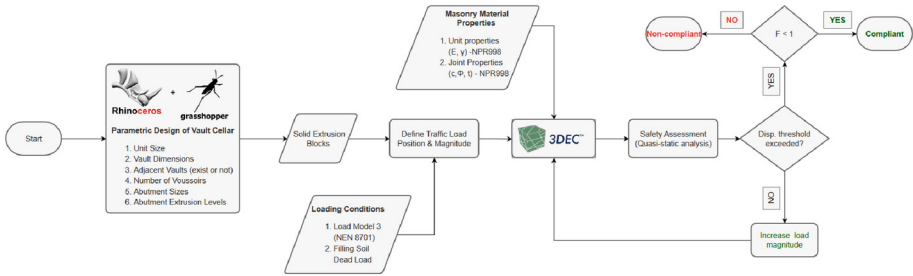 Start
Rhinoceros
+
grasshopper
Parametric Design of Vault Cellar
1. Unit Size
2. Vault Dimensions
3. Adjacent Vaults (exist or not)
4. Number of Voussoirs
5. Abutment Sizes
6. Abutment Extrusion Levels
Solid Extrusion
Blocks
Masonry Material
Properties
1. Unit properties
(E, γ) -NPR998
2. Joint Properties
(c,Φ, t) - NPR998
Define Traffic Load
Position & Magnitude
Loading Conditions
1. Load Model 3
(NEN 8701)
2. Filling Soil
Dead Load
3DEC™
Safety Assessment
(Quasi-static analysis)
Disp. threshold
exceeded?
YES
F < 1
NO
Non-compliant
YES
Compliant
NO
Increase load
magnitude